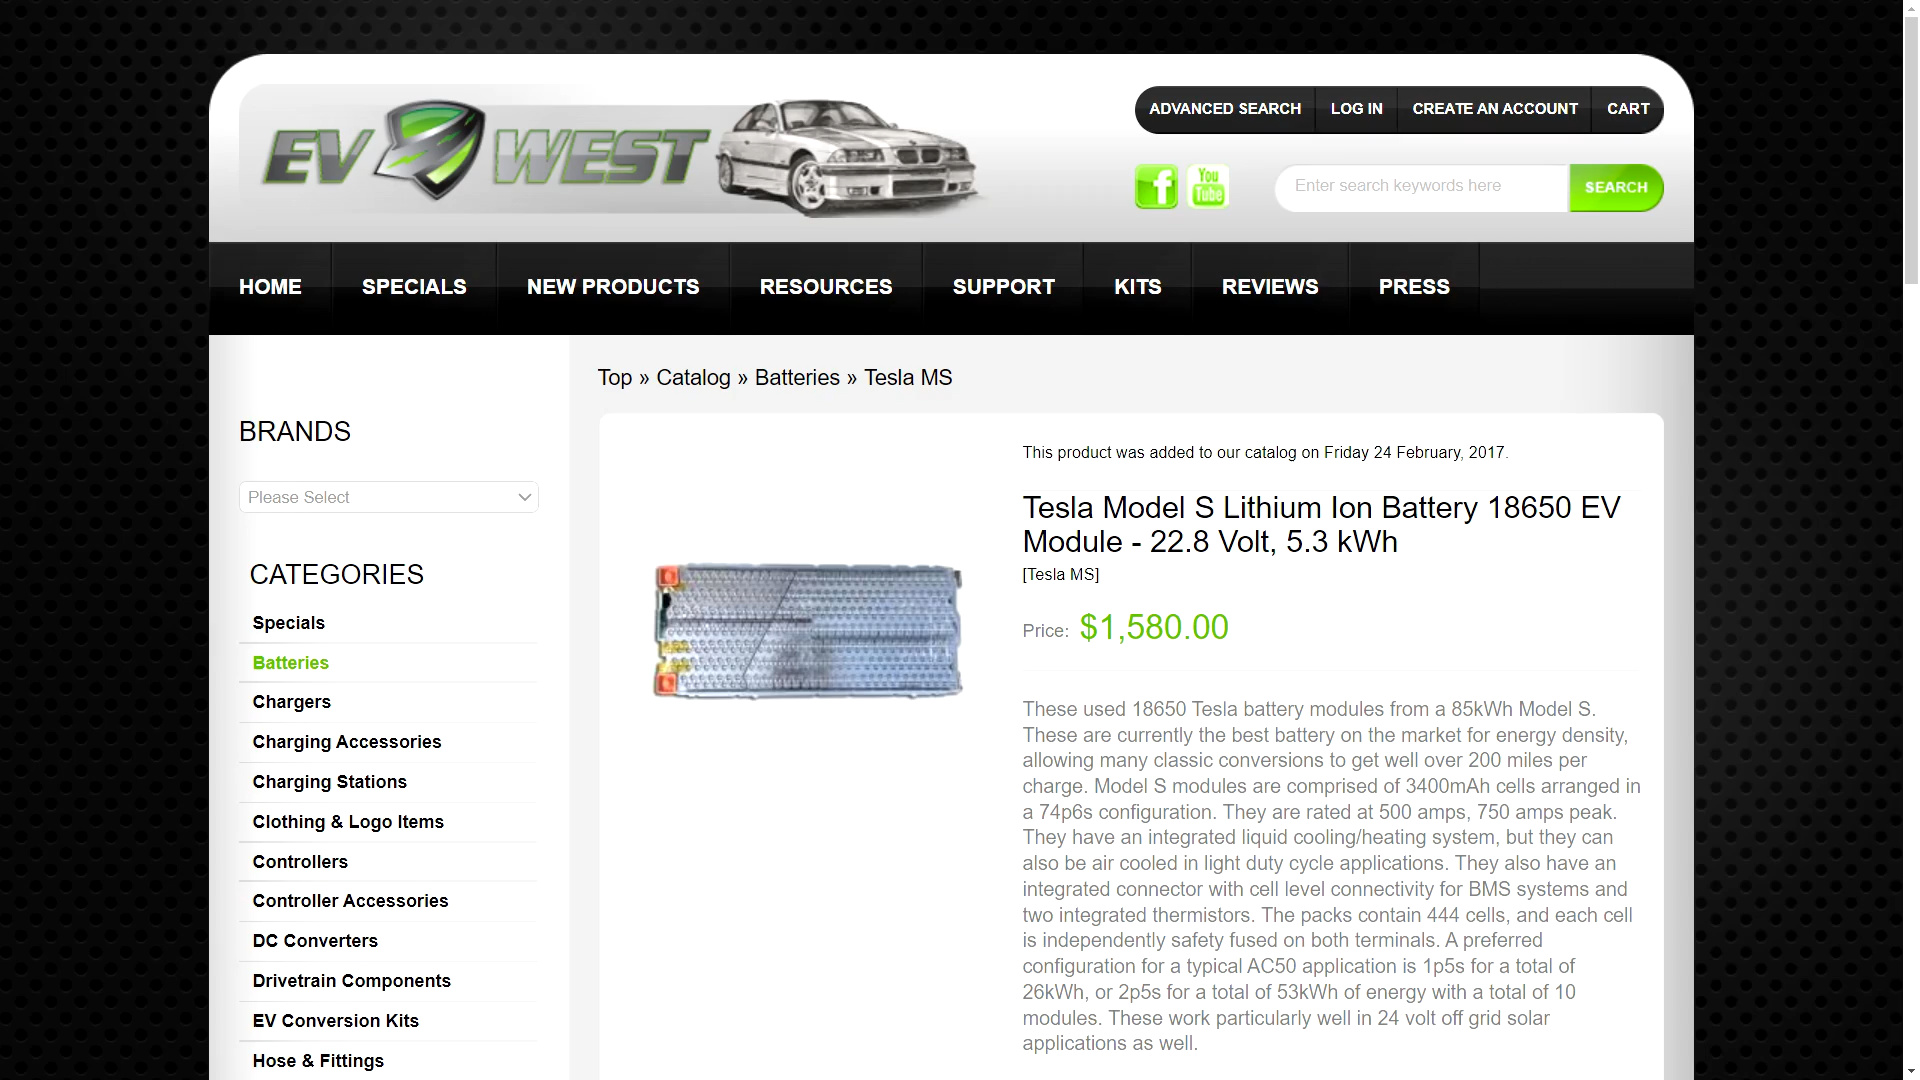 EV WEST
ADVANCED SEARCH
LOG IN
CREATE AN ACCOUNT
CART
f
You
Tube
Enter search keywords here
SEARCH
HOME
SPECIALS
NEW PRODUCTS
RESOURCES
SUPPORT
KITS
REVIEWS
PRESS
Top » Catalog » Batteries » Tesla MS
BRANDS
Please Select
CATEGORIES
Specials
Batteries
Chargers
Charging Accessories
Charging Stations
Clothing & Logo Items
Controllers
Controller Accessories
DC Converters
Drivetrain Components
EV Conversion Kits
Hose & Fittings
This product was added to our catalog on Friday 24 February, 2017.
Tesla Model S Lithium Ion Battery 18650 EV
Module - 22.8 Volt, 5.3 kWh
[Tesla MS]
Price: $1,580.00
These used 18650 Tesla battery modules from a 85kWh Model S.
These are currently the best battery on the market for energy density,
allowing many classic conversions to get well over 200 miles per
charge. Model S modules are comprised of 3400mAh cells arranged in
a 74p6s configuration. They are rated at 500 amps, 750 amps peak.
They have an integrated liquid cooling/heating system, but they can
also be air cooled in light duty cycle applications. They also have an
integrated connector with cell level connectivity for BMS systems and
two integrated thermistors. The packs contain 444 cells, and each cell
is independently safety fused on both terminals. A preferred
configuration for a typical AC50 application is 1p5s for a total of
26kWh, or 2p5s for a total of 53kWh of energy with a total of 10
modules. These work particularly well in 24 volt off grid solar
applications as well.